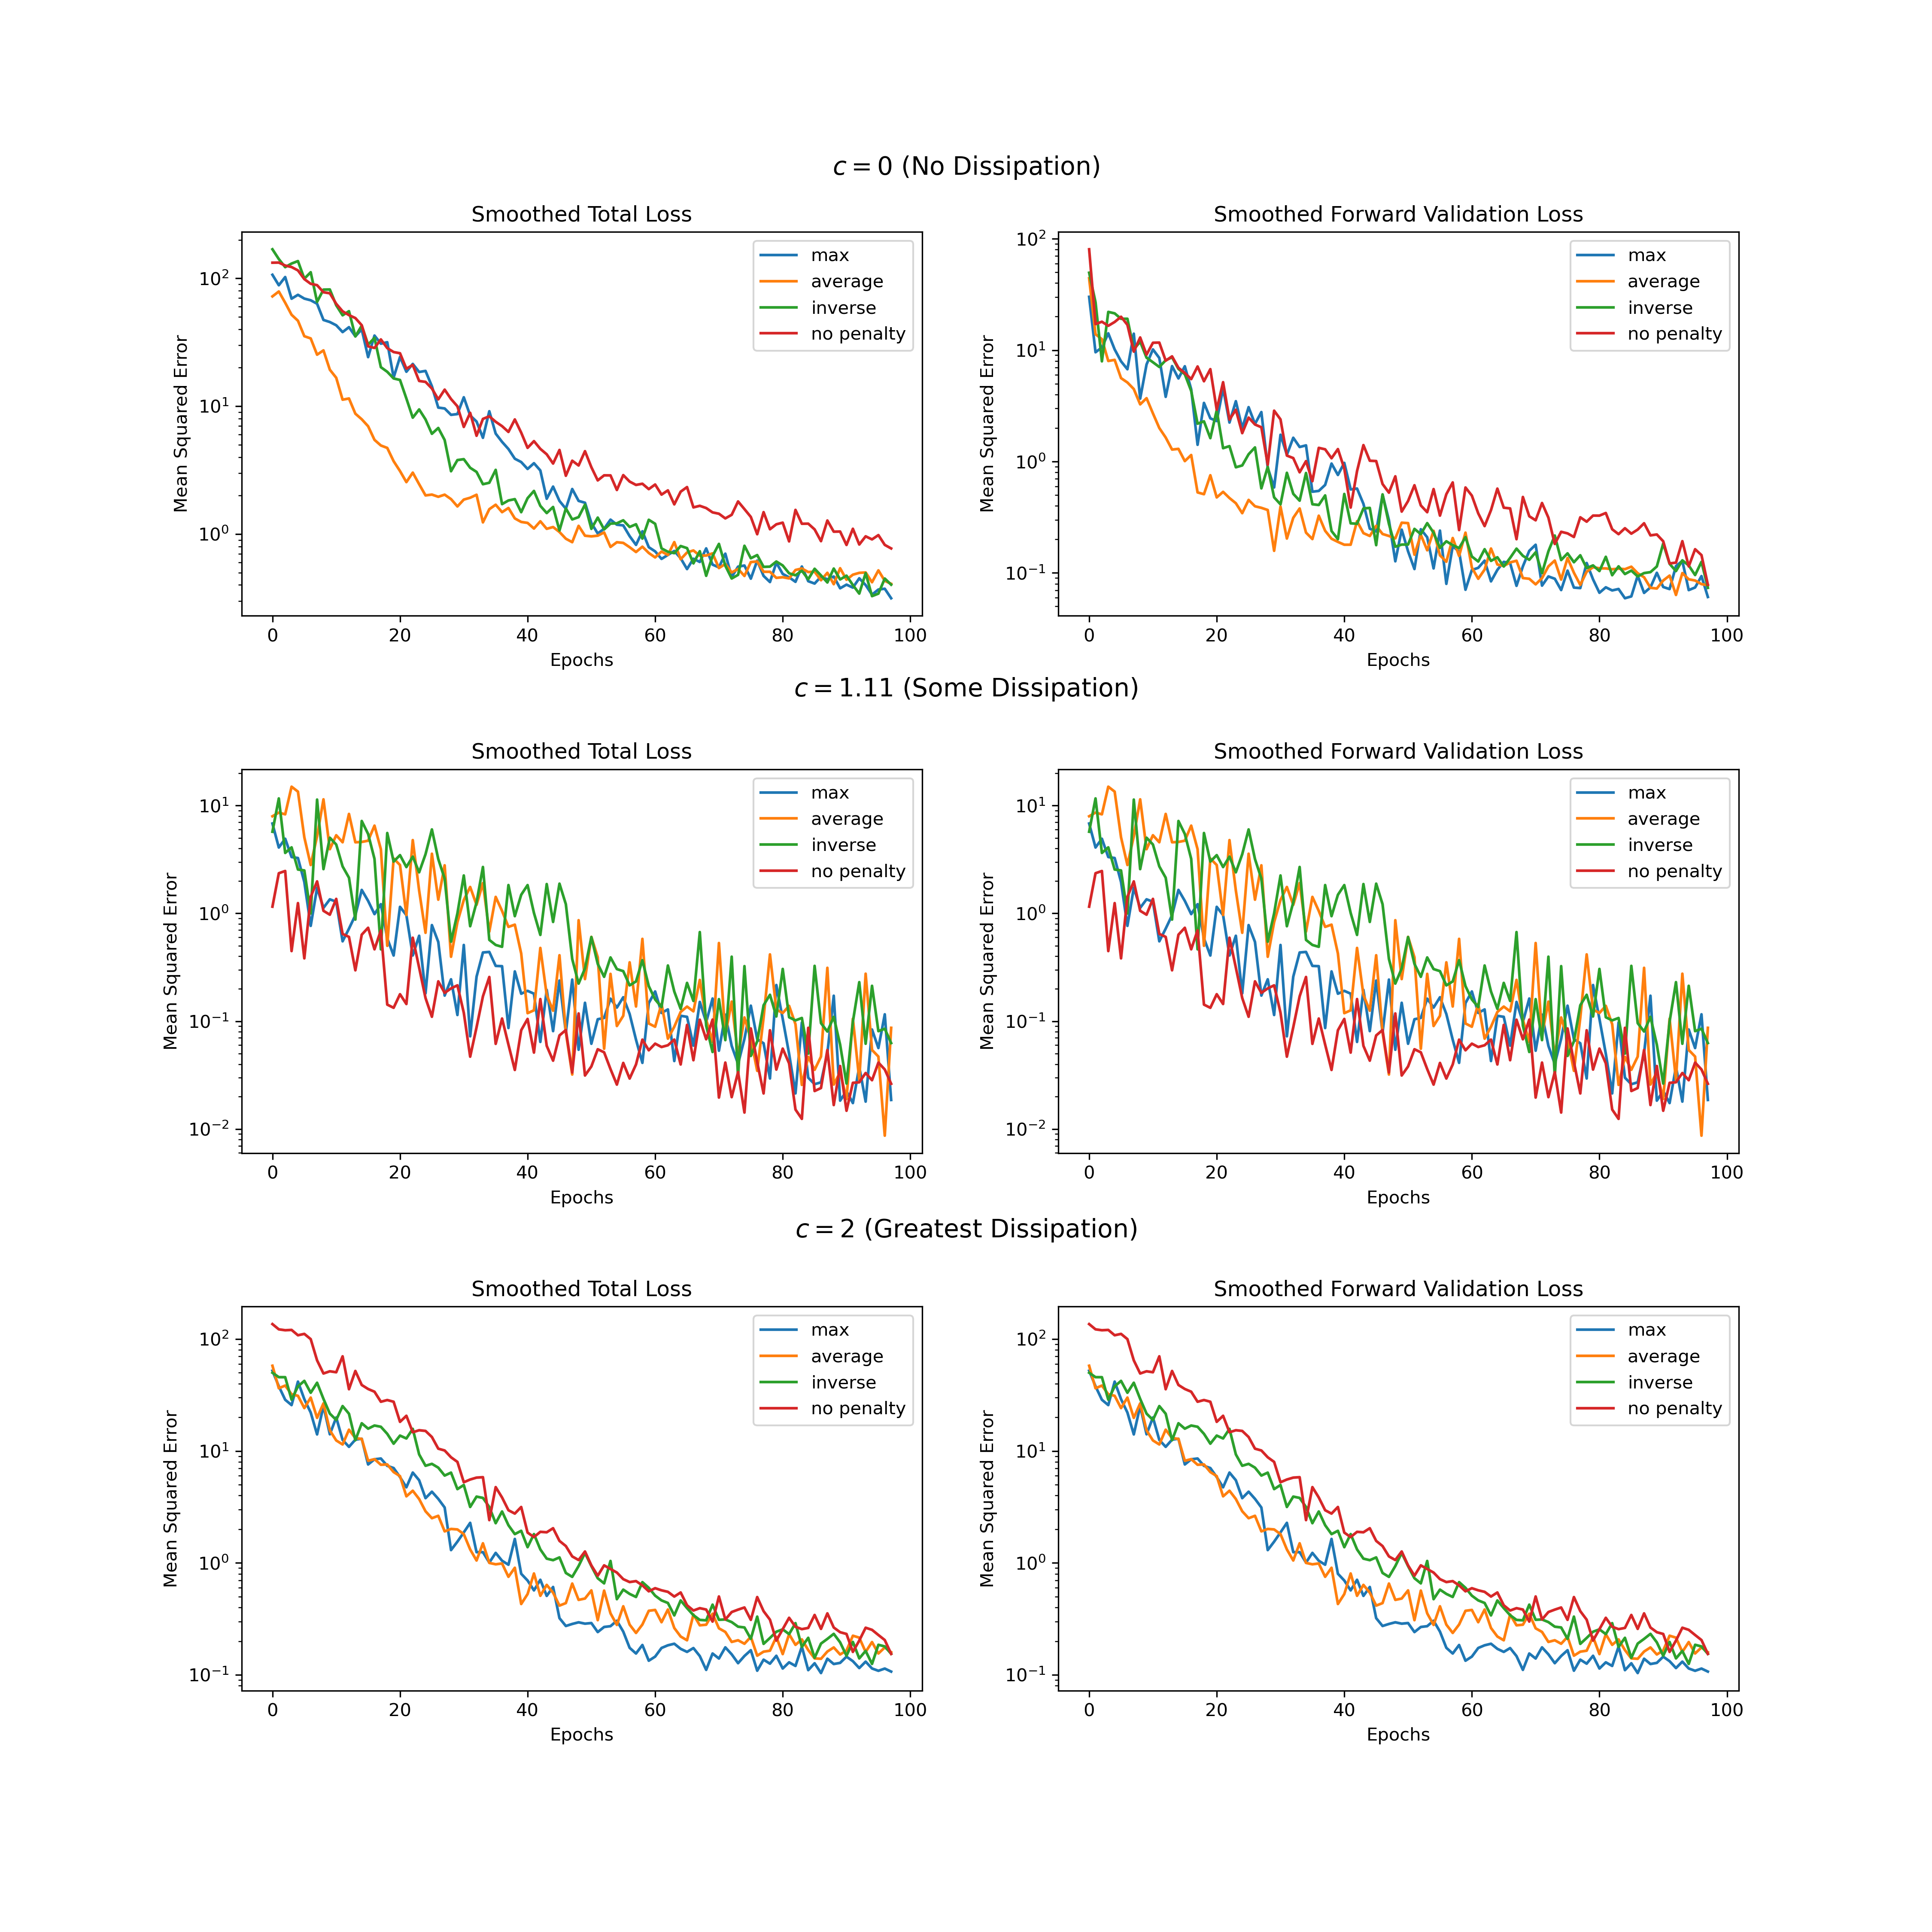 c = 0 (No Dissipation)
Smoothed Total Loss
Mean Squared Error
10²
10¹
10⁰
max
average
inverse
no penalty
0 20 40 60 80 100
Epochs
Smoothed Forward Validation Loss
Mean Squared Error
10²
10¹
10⁰
10⁻¹
max
average
inverse
no penalty
0 20 40 60 80 100
Epochs
c = 1.11 (Some Dissipation)
Smoothed Total Loss
Mean Squared Error
10¹
10⁰
10⁻¹
10⁻²
max
average
inverse
no penalty
0 20 40 60 80 100
Epochs
Smoothed Forward Validation Loss
Mean Squared Error
10¹
10⁰
10⁻¹
10⁻²
max
average
inverse
no penalty
0 20 40 60 80 100
Epochs
c = 2 (Greatest Dissipation)
Smoothed Total Loss
Mean Squared Error
10²
10¹
10⁰
10⁻¹
max
average
inverse
no penalty
0 20 40 60 80 100
Epochs
Smoothed Forward Validation Loss
Mean Squared Error
10²
10¹
10⁰
10⁻¹
max
average
inverse
no penalty
0 20 40 60 80 100
Epochs